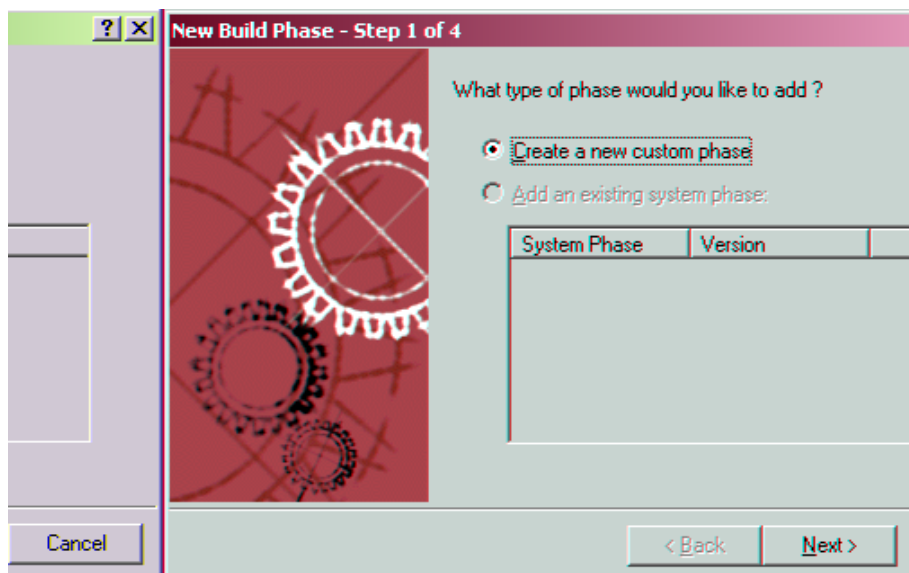 ?
New Build Phase - Step 1 of 4
What type of phase would you like to add ?
Create a new custom phase
Add an existing system phase:
System Phase Version
Cancel
< Back Next >